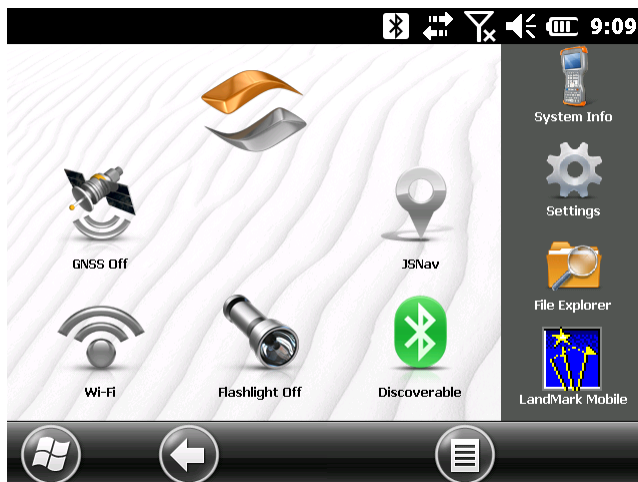 9:09
System Info
Settings
GNSS Off
JSNav
File Explorer
Wi-Fi
Flashlight Off
Discoverable
LandMark Mobile